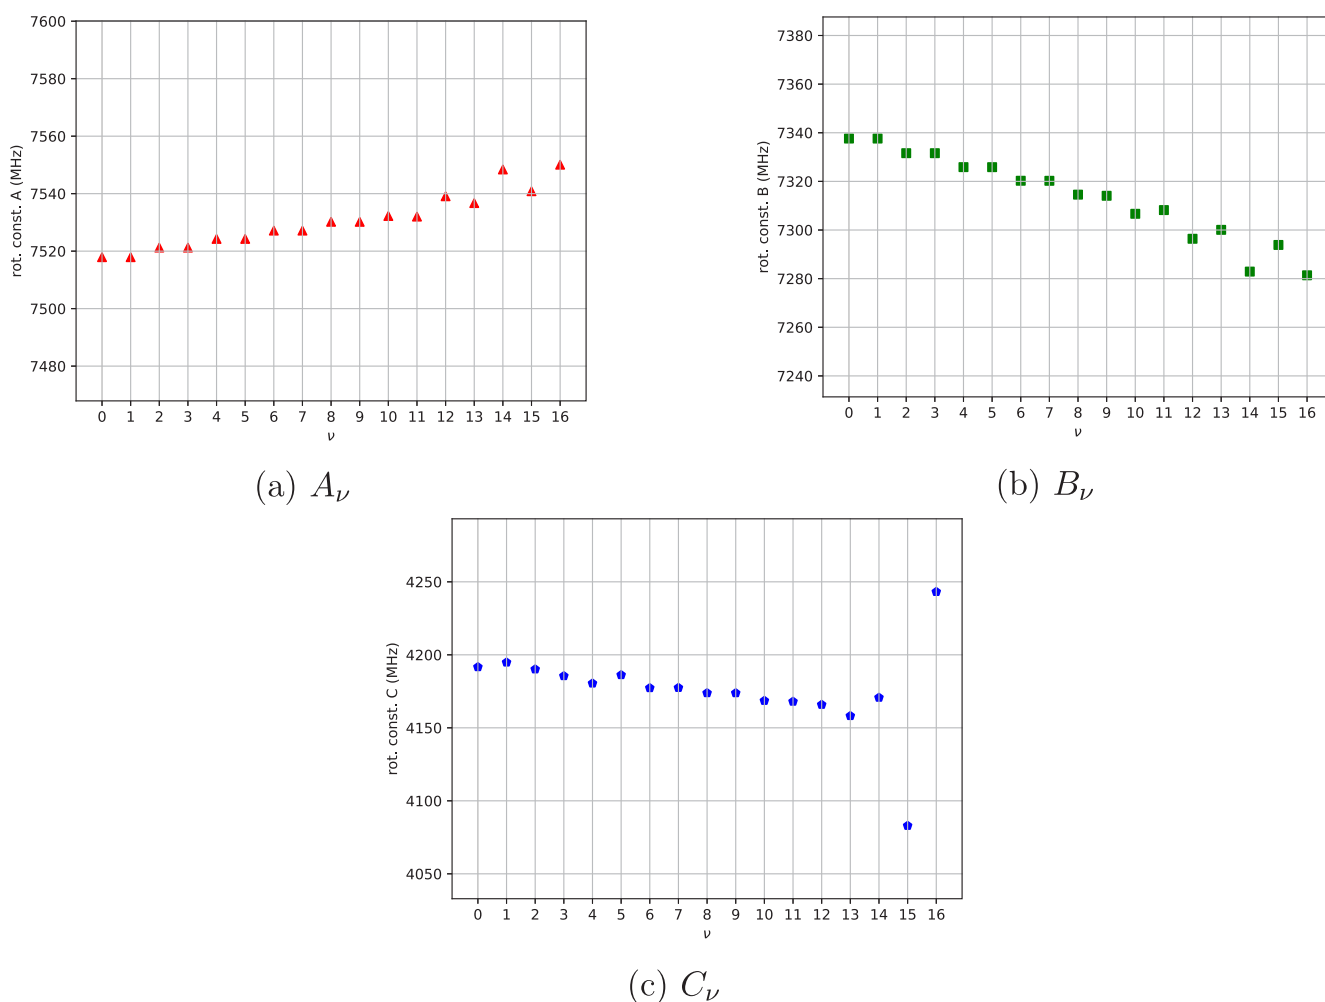 7600
7580
7560
7540
7520
7500
7480
rot. const. A (MHz)
0 1 2 3 4 5 6 7 8 9 10 11 12 13 14 15 16
ν
(a) Aν
7380
7360
7340
7320
7300
7280
7260
7240
rot. const. B (MHz)
0 1 2 3 4 5 6 7 8 9 10 11 12 13 14 15 16
ν
(b) Bν
4250
4200
4150
4100
4050
rot. const. C (MHz)
0 1 2 3 4 5 6 7 8 9 10 11 12 13 14 15 16
ν
(c) Cν